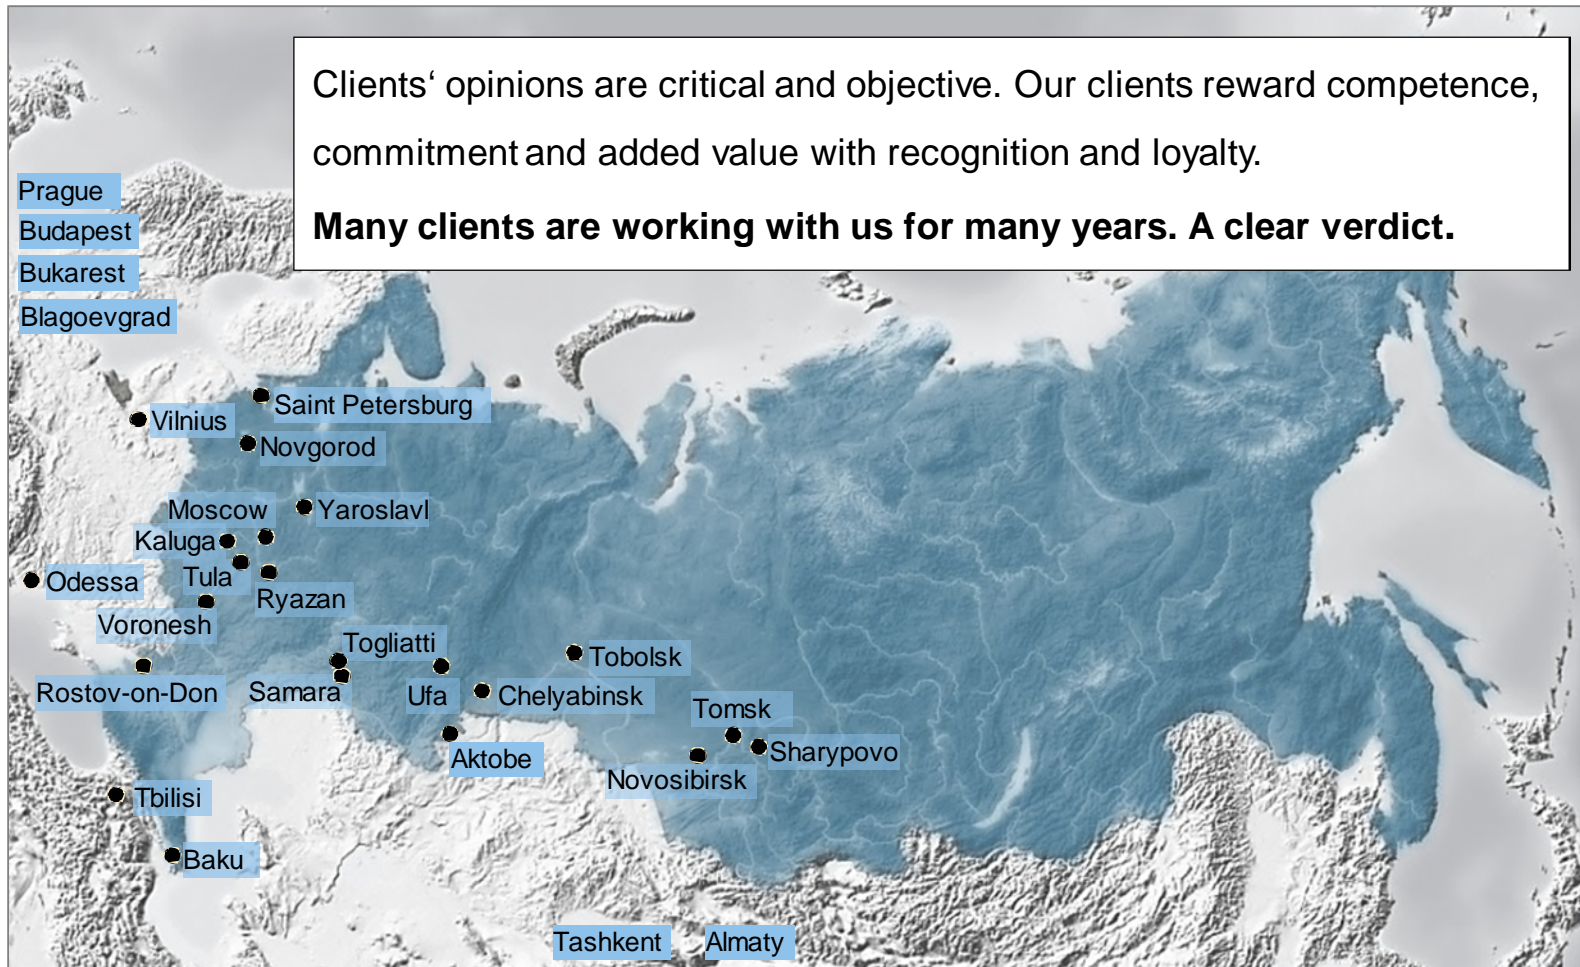 Clients‘ opinions are critical and objective. Our clients reward competence,
commitment and added value with recognition and loyalty.
Many clients are working with us for many years. A clear verdict.
Prague
Budapest
Bukarest
Blagoevgrad
Saint Petersburg
Vilnius
Novgorod
Moscow
Yaroslavl
Kaluga
Odessa
Tula
Ryazan
Voronesh
Togliatti
Tobolsk
Rostov-on-Don
Samara
Ufa
Chelyabinsk
Tomsk
Aktobe
Sharypovo
Novosibirsk
Tbilisi
Baku
Tashkent
Almaty